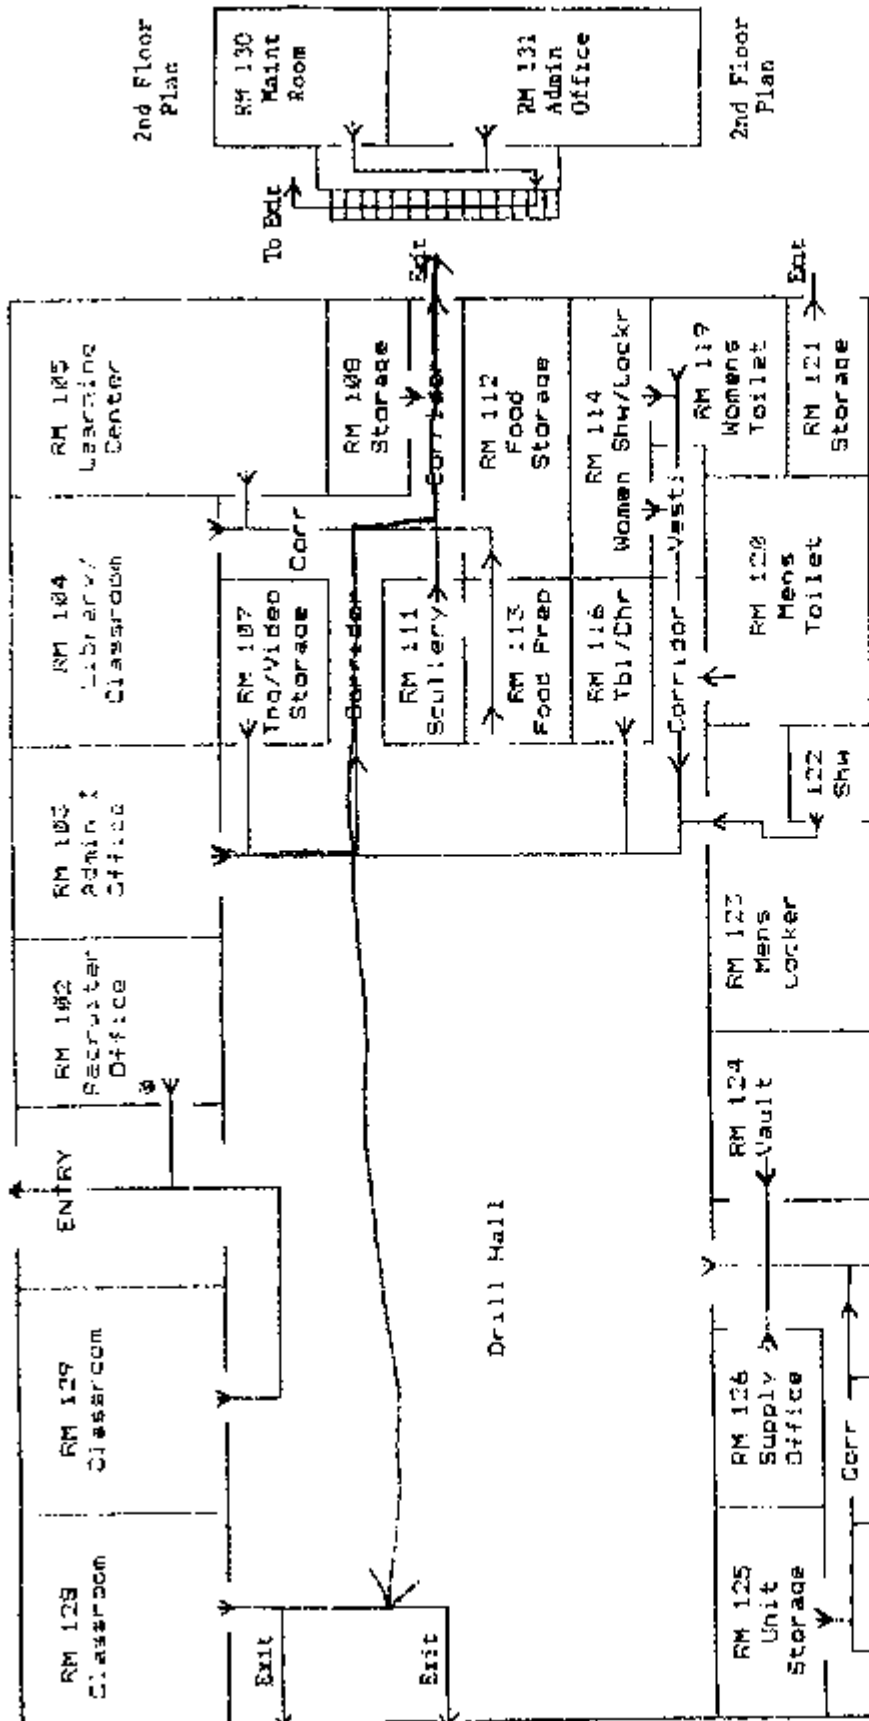 RM 128
Classroom
RM 129
Classroom
ENTRY
RM 102
Recruiter
Office
RM 103
Admin
Office
RM 104
Library/
Classroom
RM 105
Learning
Center
RM 107
Tng/Video
Storage
Corr
RM 108
Storage
Corridor
Corridor
RM 111
Scullery
RM 112
Food
Storage
RM 113
Food Prep
RM 114
Women Shw/Lockr
RM 116
Tbl/Chr
Corridor
Vesti
RM 119
Womens
Toilet
RM 120
Mens
Toilet
RM 121
Storage
122
Shw
RM 123
Mens
Locker
RM 124
Vault
RM 126
Supply
Office
RM 125
Unit
Storage
Corr
Drill Hall
Exit
Exit
Exit
Exit
To Exit
2nd Floor
Plan
RM 130
Maint
Room
RM 131
Admin
Office
2nd Floor
Plan